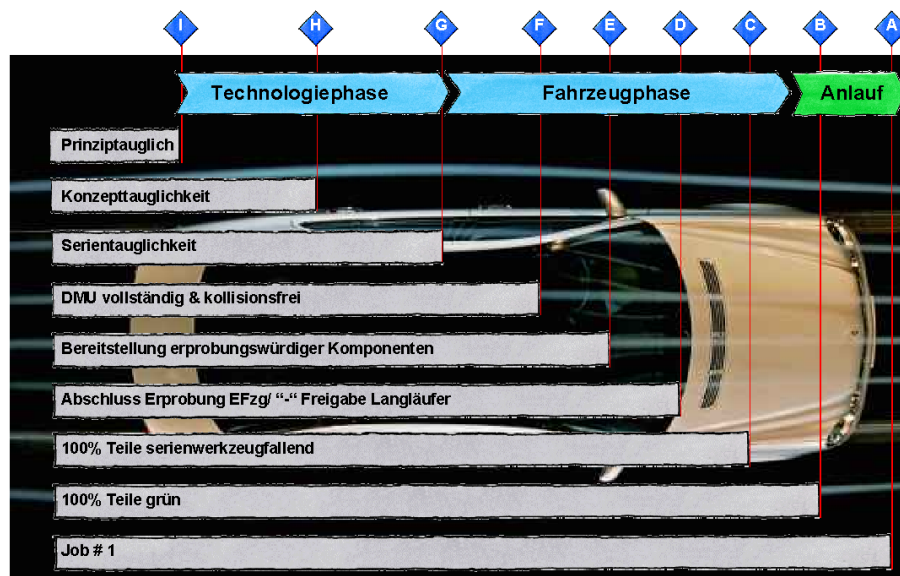 I H G F E D C B A
Technologiephase Fahrzeugphase Anlauf
Prinziptauglich
Konzepttauglichkeit
Serientauglichkeit
DMU vollständig & kollisionsfrei
Bereitstellung erprobungswürdiger Komponenten
Abschluss Erprobung EFzg/ “-“ Freigabe Langläufer
100% Teile serienwerkzeugfallend
100% Teile grün
Job # 1